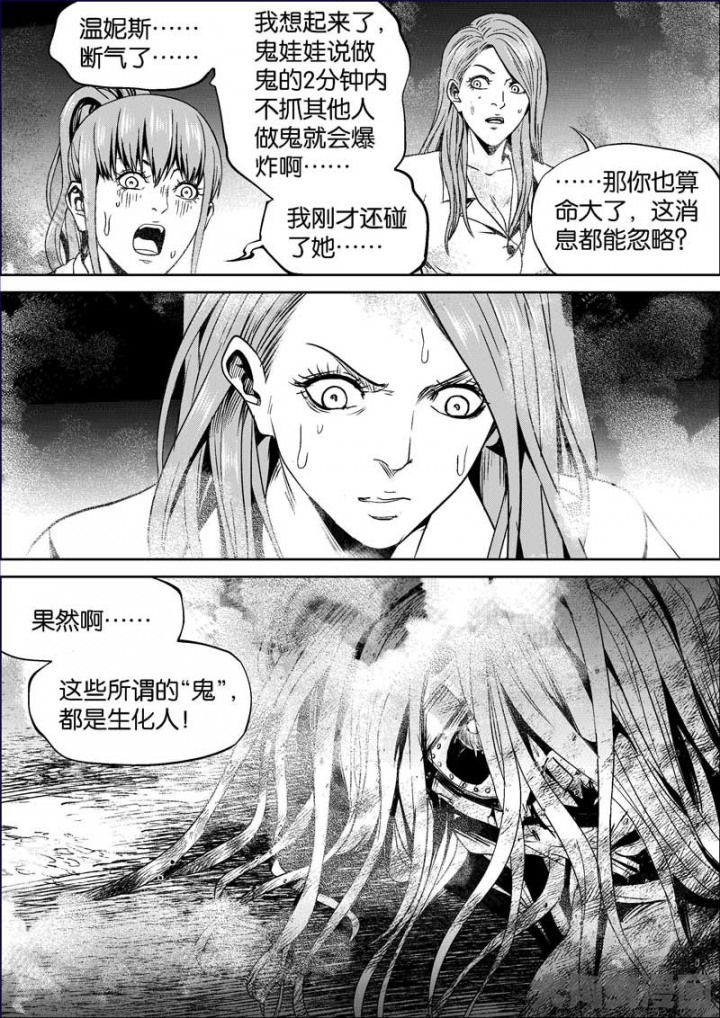 温妮斯……
断气了……
我想起来了，
鬼娃娃说做
鬼的2分钟内
不抓其他人
做鬼就会爆
炸啊……
我刚才还碰
了她……
……那你也算
命大了，这消
息都能忽略？
果然啊……
这些所谓的“鬼”，
都是生化人！